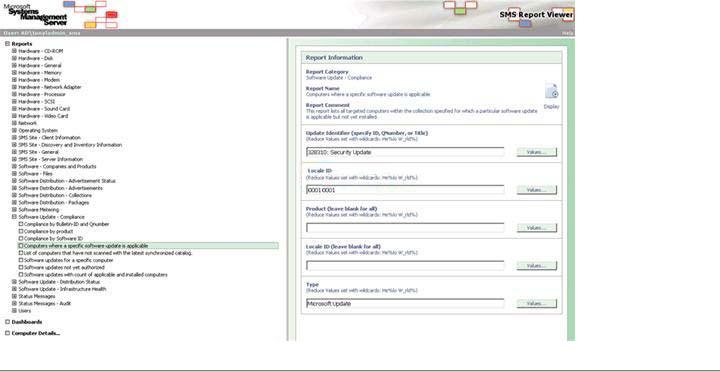 Microsoft
Systems
Management
Server
SMS Report Viewer
Help
Reports
Hardware - CD-ROM
Hardware - Disk
Hardware - General
Hardware - Memory
Hardware - Modem
Hardware - Network Adapter
Hardware - Processor
Hardware - SCSI
Hardware - Sound Card
Hardware - Video Card
Network
Operating System
SMS Site - Client Information
SMS Site - Discovery and Inventory Information
SMS Site - General
SMS Site - Server Information
Software - Companies and Products
Software - Files
Software Distribution - Advertisement Status
Software Distribution - Advertisements
Software Distribution - Collections
Software Distribution - Packages
Software Metering
Software Update - Compliance
Compliance by Bulletin-ID and Qnumber
Compliance by product
Compliance by Software ID
Computers where a specific software update is applicable
List of computers that have not scanned with the latest synchronized catalog.
Software updates for a specific computer
Software updates not yet authorized
Software updates with count of applicable and installed computers
Software Update - Distribution Status
Software Update - Infrastructure Health
Status Messages
Status Messages - Audit
Users
Dashboards
Computer Details...
Report Information
Report Category
Software Update - Compliance
Report Name
Computers where a specific software update is applicable
Report Comment
This report lists all targeted computers within the collection specified for which a particular software update
is applicable but not yet installed.
Display
Update Identifier (specify ID, QNumber, or Title)
(Reduce Values set with wildcards: Me%lo W_rld%)
328310: Security Update
Values...
Locale ID
(Reduce Values set with wildcards: Me%lo W_rld%)
00010001
Values...
Product (leave blank for all)
(Reduce Values set with wildcards: Me%lo W_rld%)
Values...
Locale ID (leave blank for all)
(Reduce Values set with wildcards: Me%lo W_rld%)
Values...
Type
(Reduce Values set with wildcards: Me%lo W_rld%)
Microsoft Update
Values...